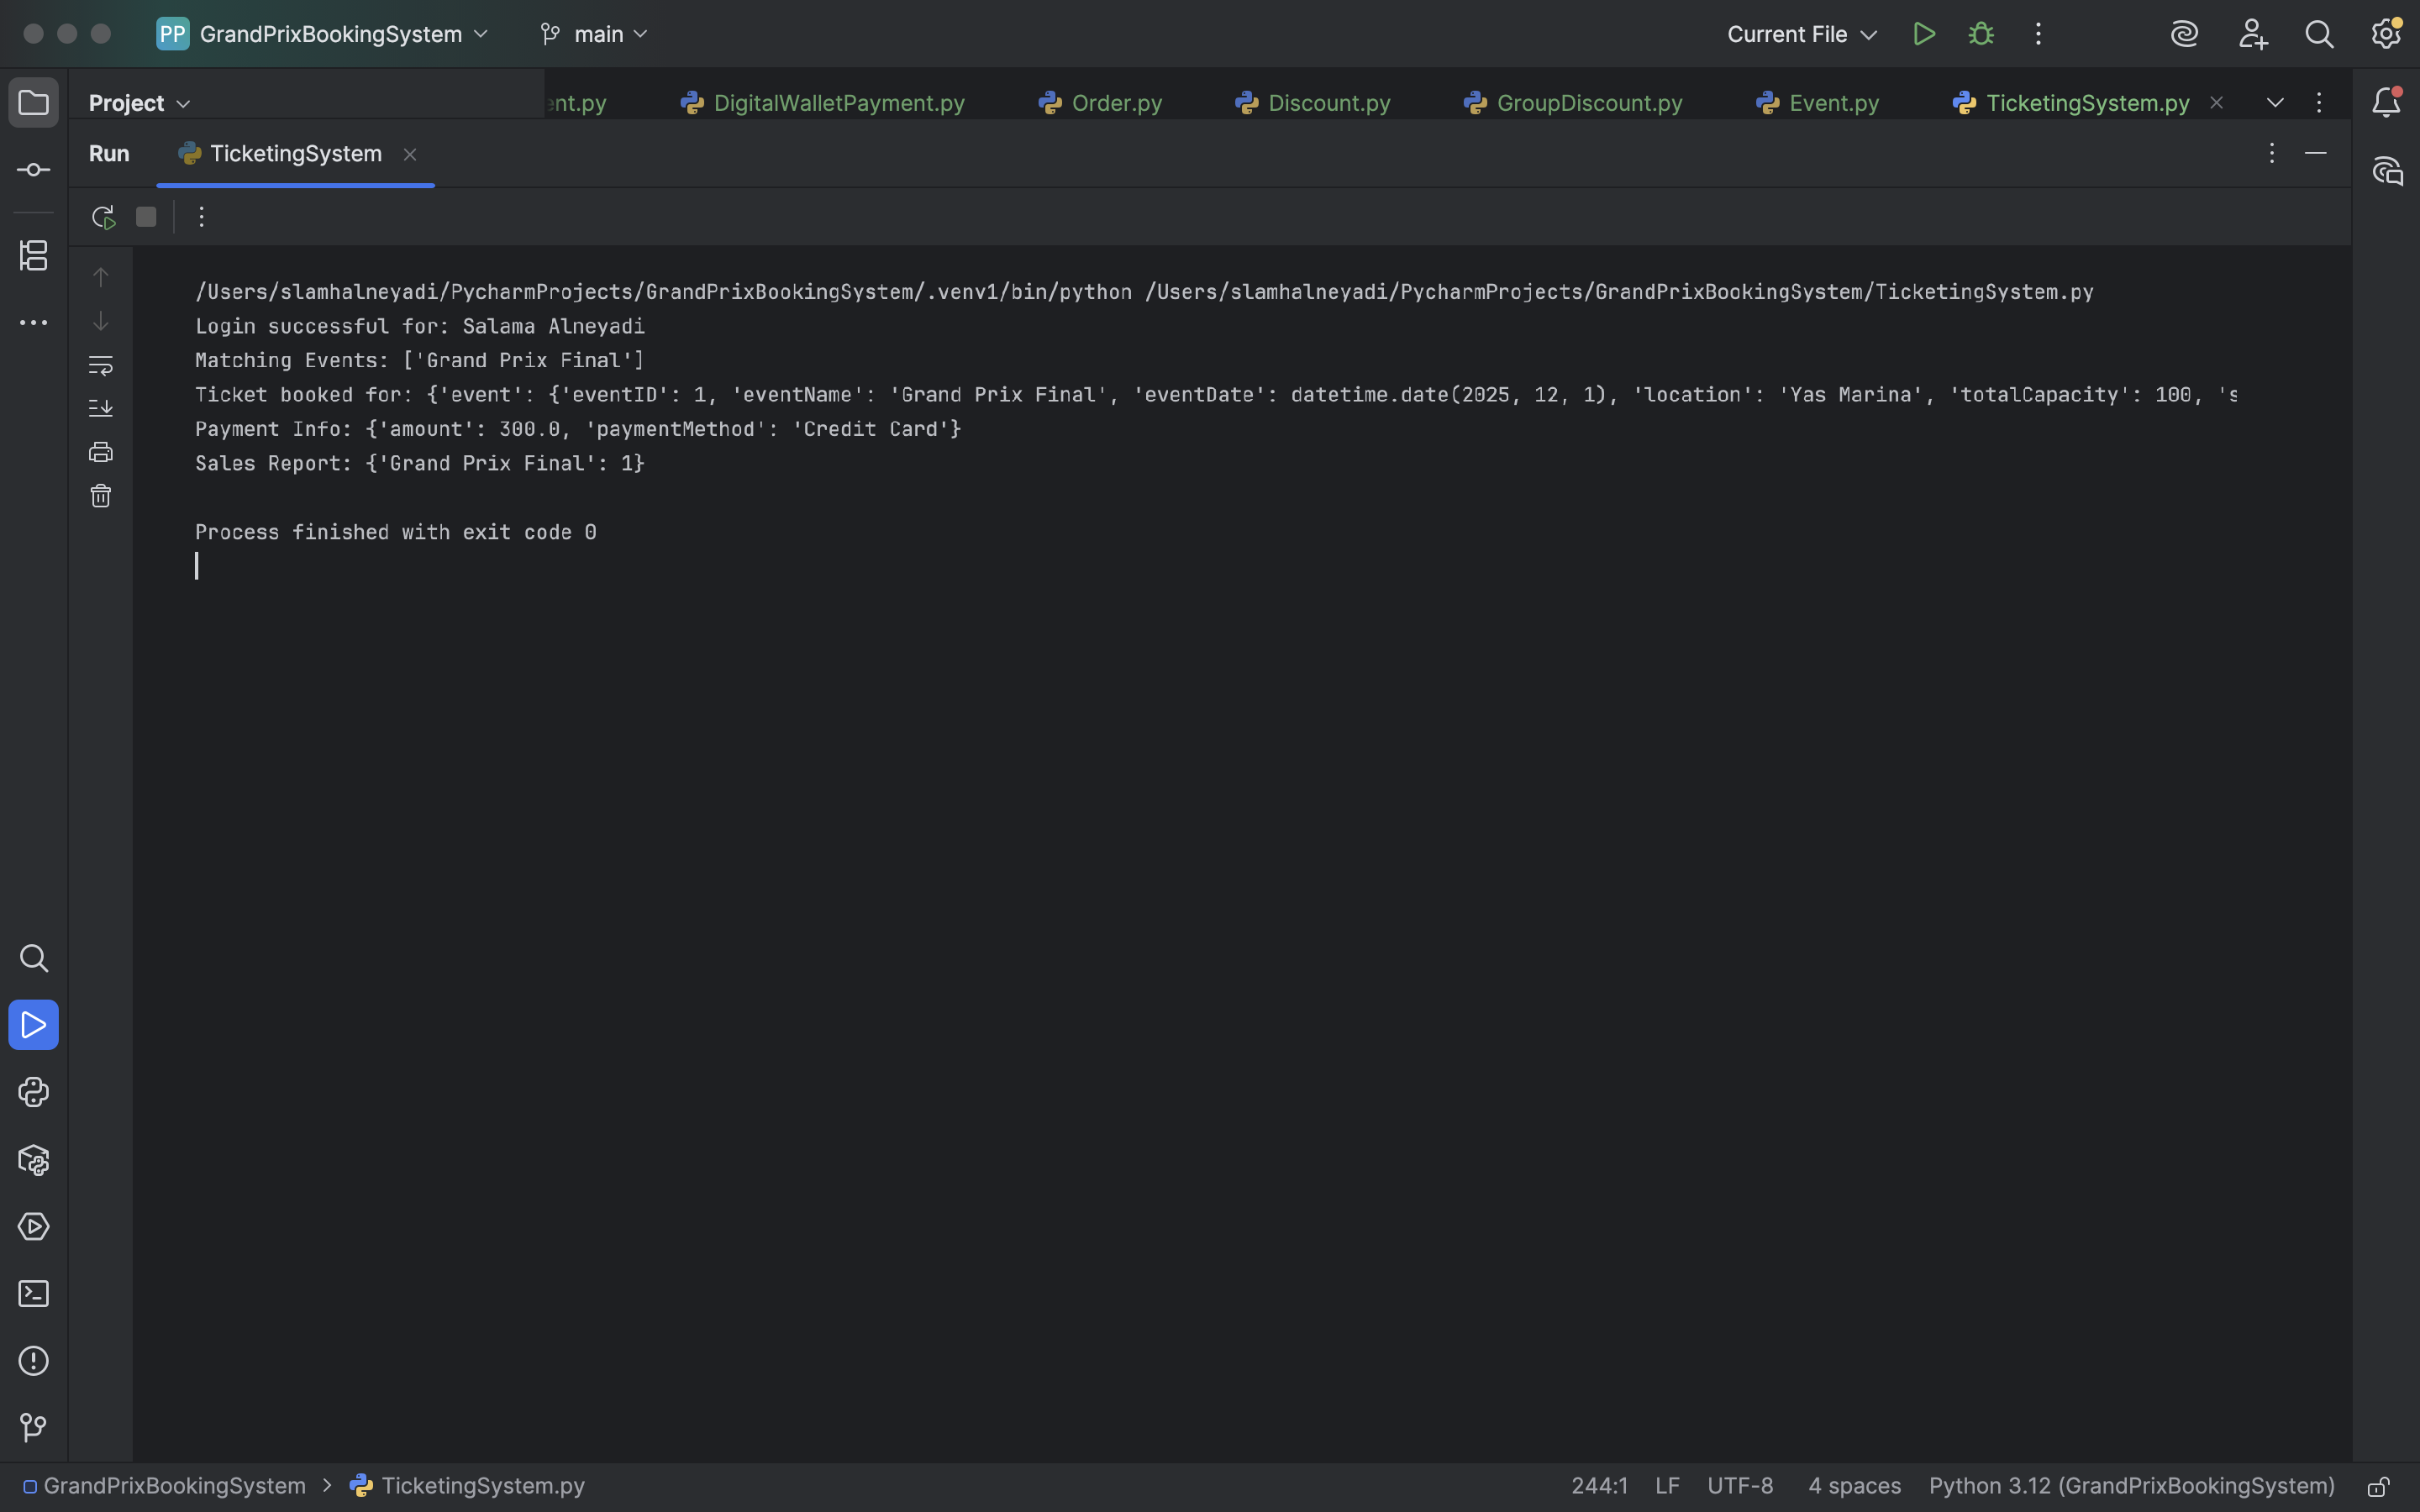 PP GrandPrixBookingSystem main Current File
Project ent.py DigitalWalletPayment.py Order.py Discount.py GroupDiscount.py Event.py TicketingSystem.py
Run TicketingSystem
/Users/slamhalneyadi/PycharmProjects/GrandPrixBookingSystem/.venv1/bin/python /Users/slamhalneyadi/PycharmProjects/GrandPrixBookingSystem/TicketingSystem.py
Login successful for: Salama Alneyadi
Matching Events: ['Grand Prix Final']
Ticket booked for: {'event': {'eventID': 1, 'eventName': 'Grand Prix Final', 'eventDate': datetime.date(2025, 12, 1), 'location': 'Yas Marina', 'totalCapacity': 100, 's
Payment Info: {'amount': 300.0, 'paymentMethod': 'Credit Card'}
Sales Report: {'Grand Prix Final': 1}
Process finished with exit code 0
GrandPrixBookingSystem > TicketingSystem.py 244:1 LF UTF-8 4 spaces Python 3.12 (GrandPrixBookingSystem)